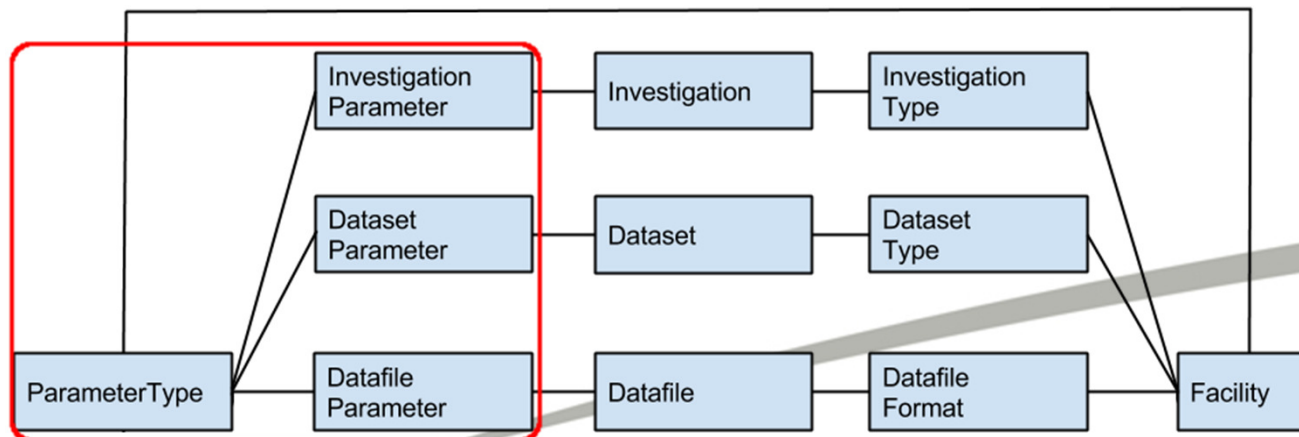 Investigation
Parameter
Investigation
Investigation
Type
Dataset
Parameter
Dataset
Dataset
Type
ParameterType
Datafile
Parameter
Datafile
Datafile
Format
Facility